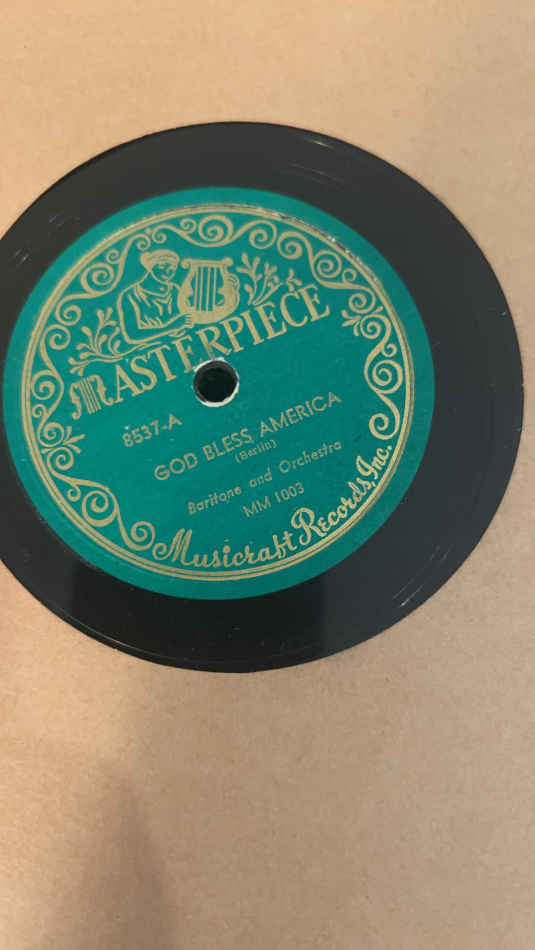 MASTERPIECE
8537-A
GOD BLESS AMERICA
(Berlin)
Baritone and Orchestra
MM 1003
Musicraft Records, Inc.